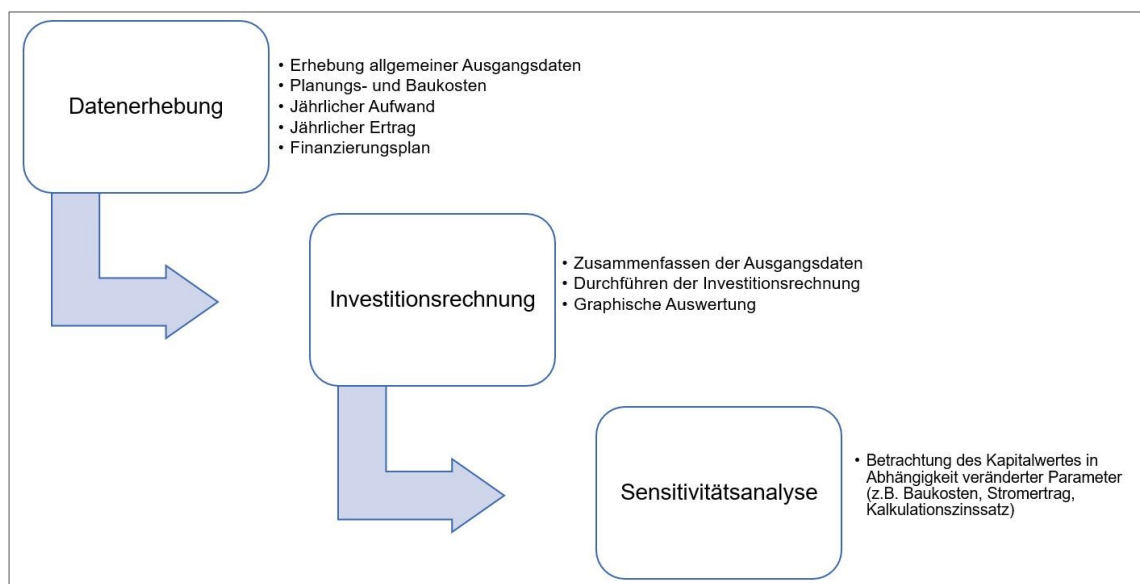 Datenerhebung
• Erhebung allgemeiner Ausgangsdaten
• Planungs- und Baukosten
• Jährlicher Aufwand
• Jährlicher Ertrag
• Finanzierungsplan
Investitionsrechnung
• Zusammenfassen der Ausgangsdaten
• Durchführen der Investitionsrechnung
• Graphische Auswertung
Sensitivitätsanalyse
• Betrachtung des Kapitalwertes in
Abhängigkeit veränderter Parameter
(z.B. Baukosten, Stromertrag,
Kalkulationszinssatz)